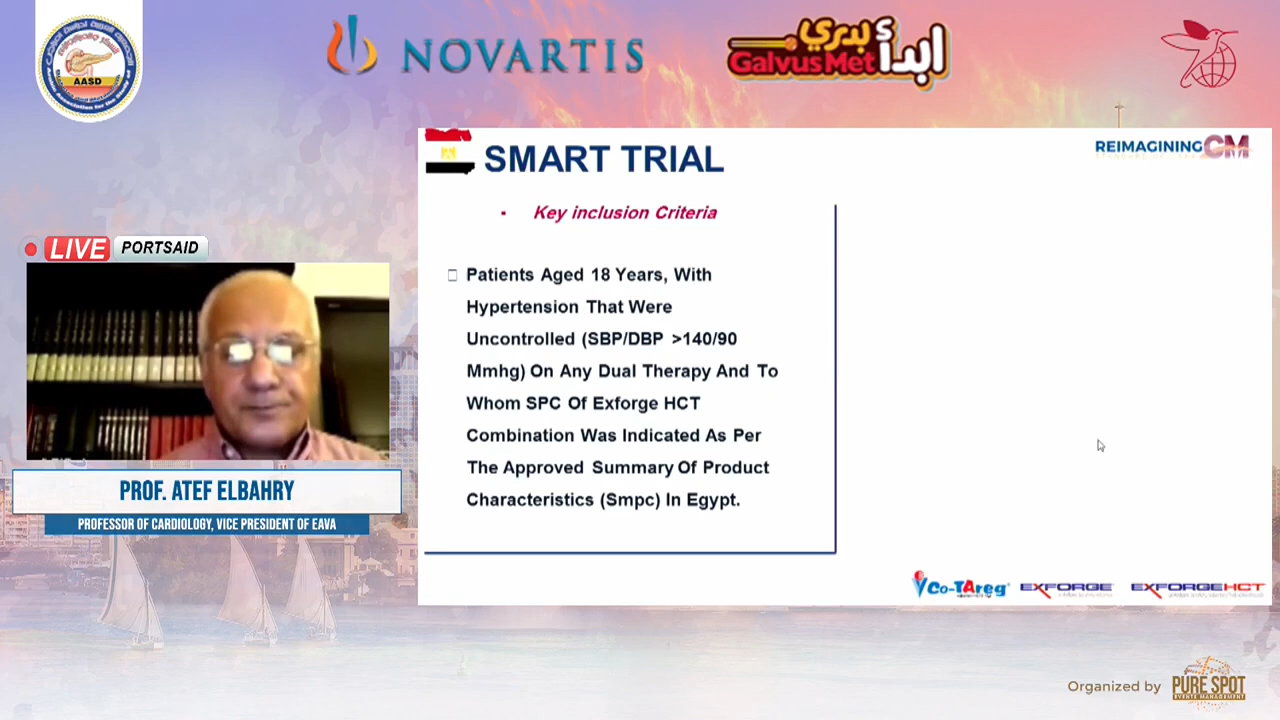 AASD
NOVARTIS
ابدأ بدري
GalvusMet
SMART TRIAL
REIMAGINING CM
▪ Key inclusion Criteria
□ Patients Aged 18 Years, With
Hypertension That Were
Uncontrolled (SBP/DBP >140/90
Mmhg) On Any Dual Therapy And To
Whom SPC Of Exforge HCT
Combination Was Indicated As Per
The Approved Summary Of Product
Characteristics (Smpc) In Egypt.
LIVE PORTSAID
PROF. ATEF ELBAHRY
PROFESSOR OF CARDIOLOGY, VICE PRESIDENT OF EAVA
Co-TAreg EXFORGE EXFORGE HCT
Organized by PURE SPOT
EVENTS MANAGEMENT